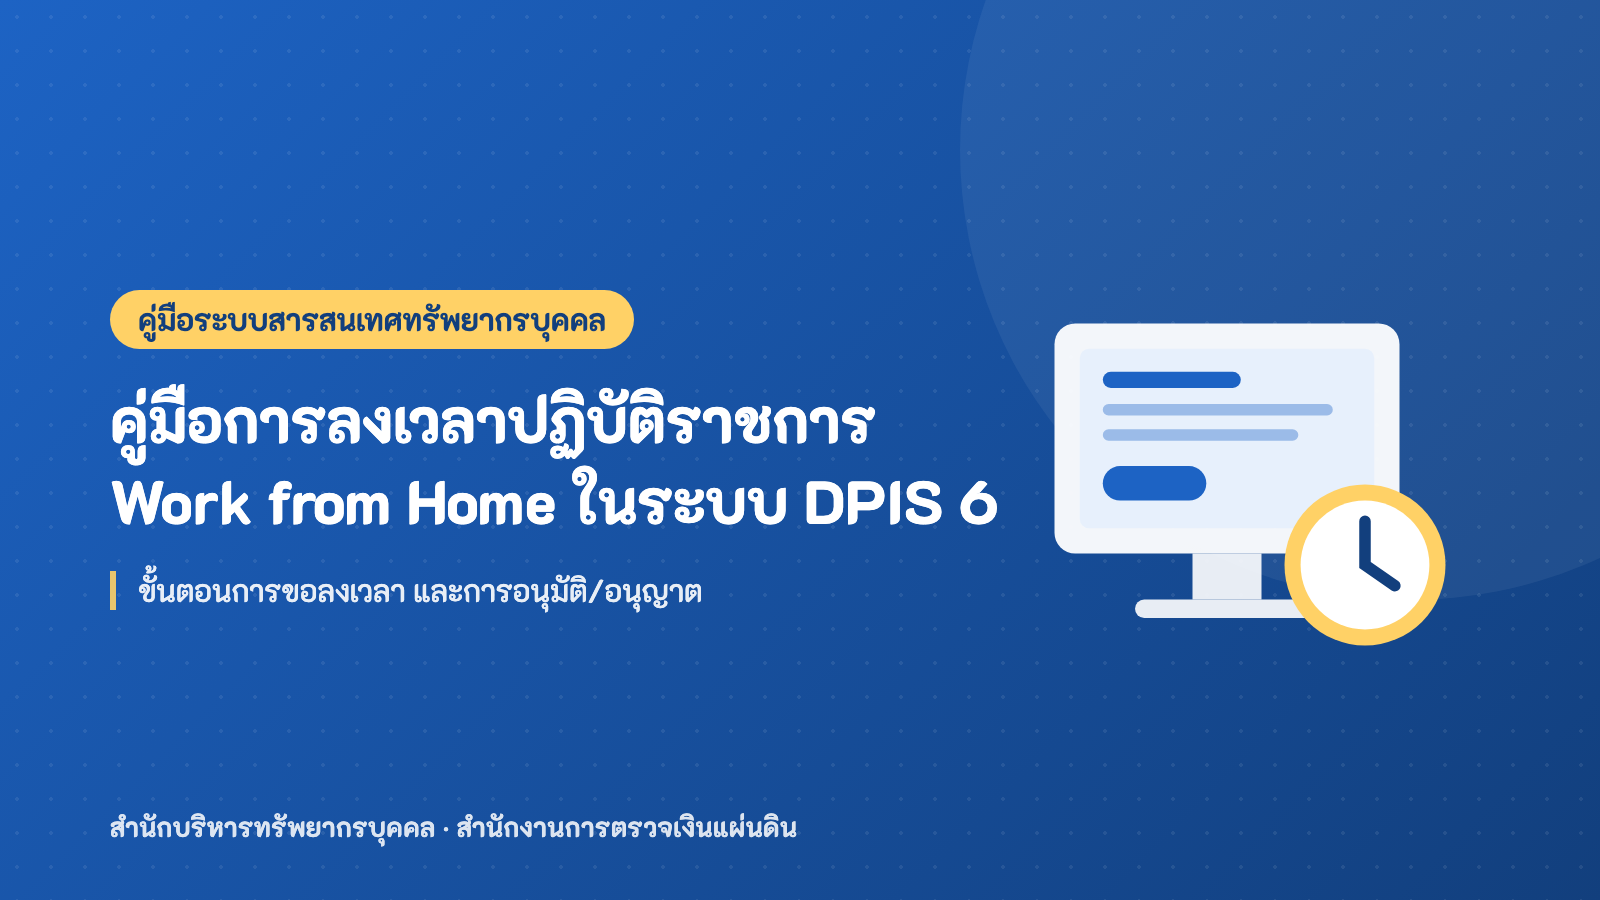 คู่มือระบบสารสนเทศทรัพยากรบุคคล
คู่มือการลงเวลาปฏิบัติราชการ
Work from Home ในระบบ DPIS 6
ขั้นตอนการขอลงเวลา และการอนุมัติ/อนุญาต
สำนักบริหารทรัพยากรบุคคล · สำนักงานการตรวจเงินแผ่นดิน